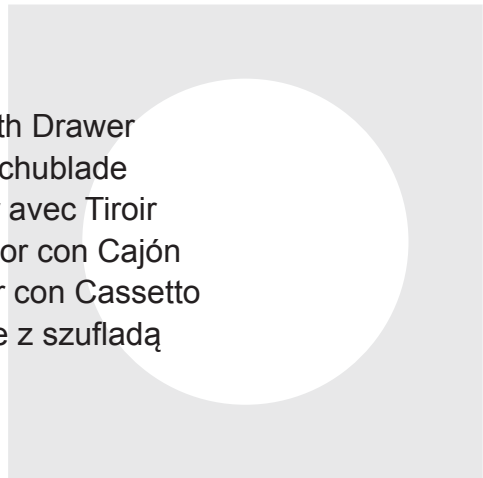 th Drawer
chublade
avec Tiroir
or con Cajón
r con Cassetto
e z szufladą